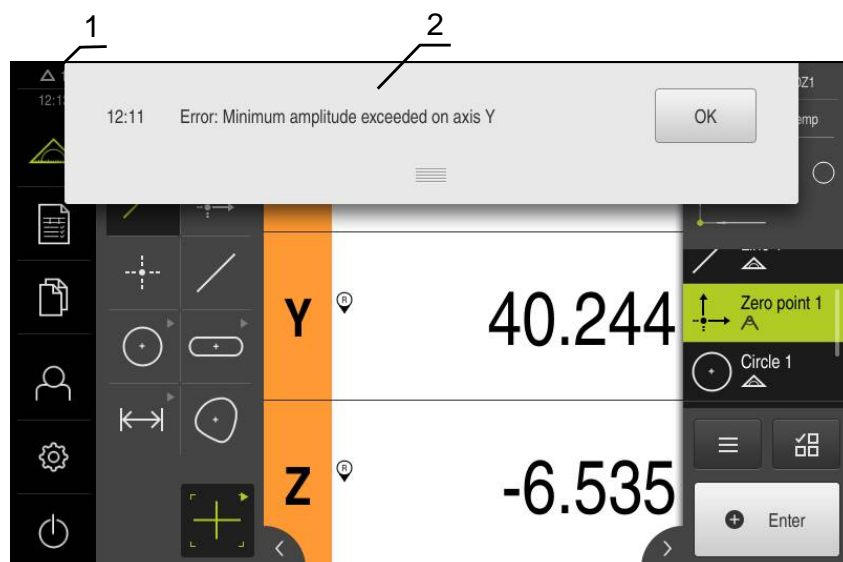 1
2
12:11 Error: Minimum amplitude exceeded on axis Y
OK
Y
R
40.244
Zero point 1
Circle 1
Z
R
-6.535
Enter